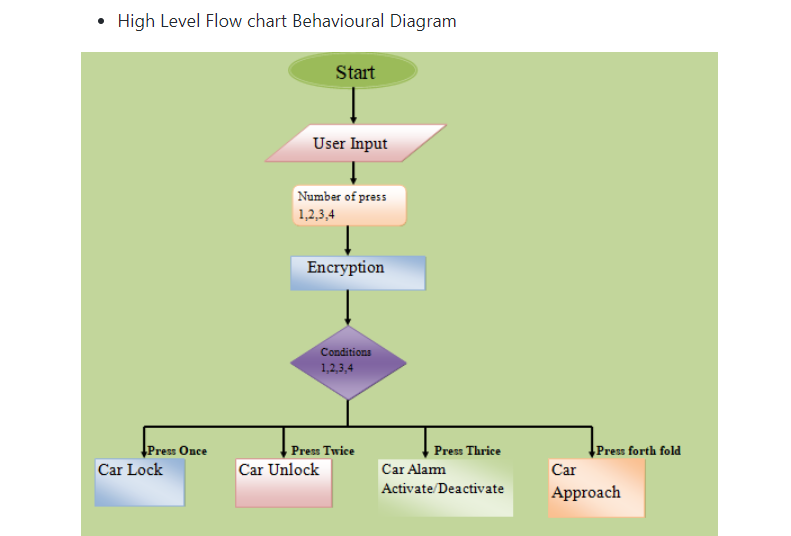 High Level Flow chart Behavioural Diagram
Start
User Input
Number of press
1,2,3,4
Encryption
Conditions
1,2,3,4
Press Once
Press Twice
Press Thrice
Press forth fold
Car Lock
Car Unlock
Car Alarm
Activate/Deactivate
Car
Approach